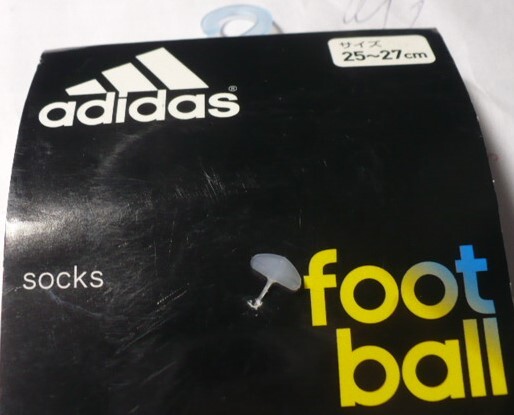 adidas®
サイズ
25~27cm
socks
foot
ball